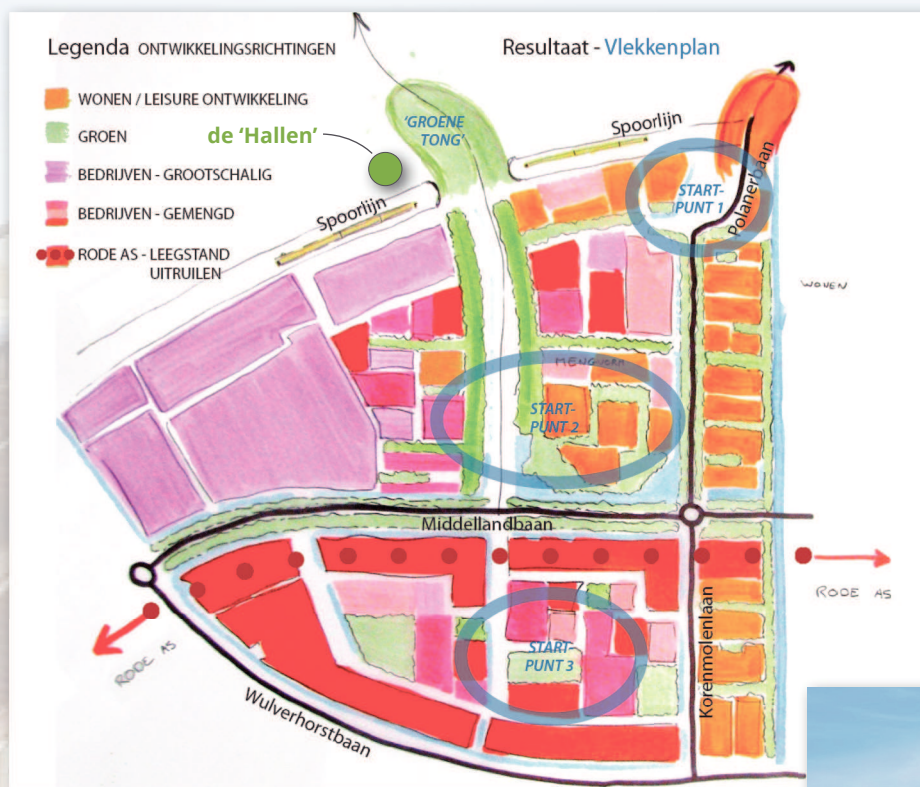 Legenda ONTWIKKELINGSRICHTINGEN
Resultaat - Vlekkenplan
WONEN / LEISURE ONTWIKKELING
GROEN
BEDRIJVEN - GROOTSCHALIG
BEDRIJVEN - GEMENGD
RODE AS - LEEGSTAND
UITRUILEN
de 'Hallen'
'GROENE
TONG'
Spoorlijn
Spoorlijn
START-
PUNT 1
Polanerbaan
WONEN
MENGVORM
START-
PUNT 2
Middellandbaan
RODE AS
RODE AS
START-
PUNT 3
Korenmolenlaan
Wulverhorstbaan